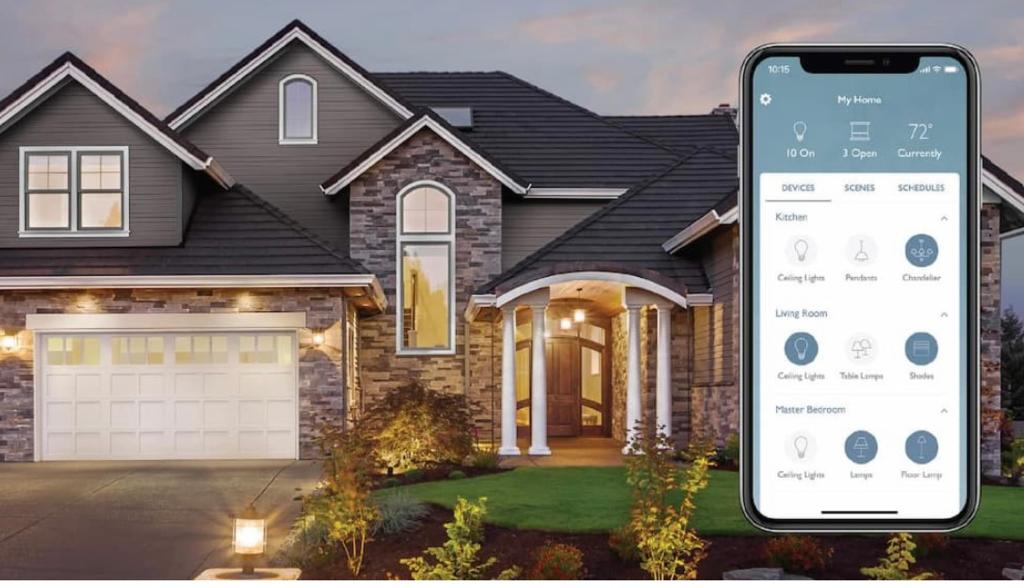 10:15
My Home
72°
10 On 3 Open Currently
DEVICES SCENES SCHEDULES
Kitchen
Ceiling Lights Pendants Chandelier
Living Room
Ceiling Lights Table Lamps Shades
Master Bedroom
Ceiling Lights Lamps Floor Lamp